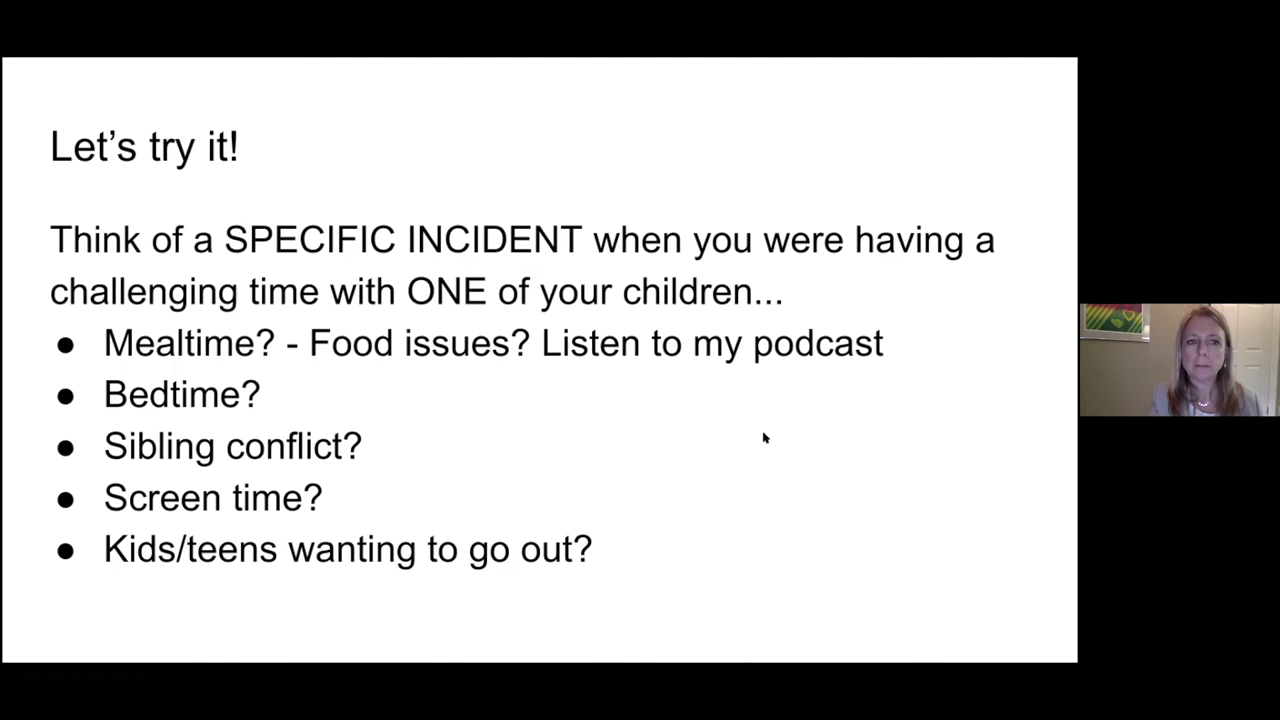 Let’s try it!
Think of a SPECIFIC INCIDENT when you were having a
challenging time with ONE of your children...
● Mealtime? - Food issues? Listen to my podcast
● Bedtime?
● Sibling conflict?
● Screen time?
● Kids/teens wanting to go out?